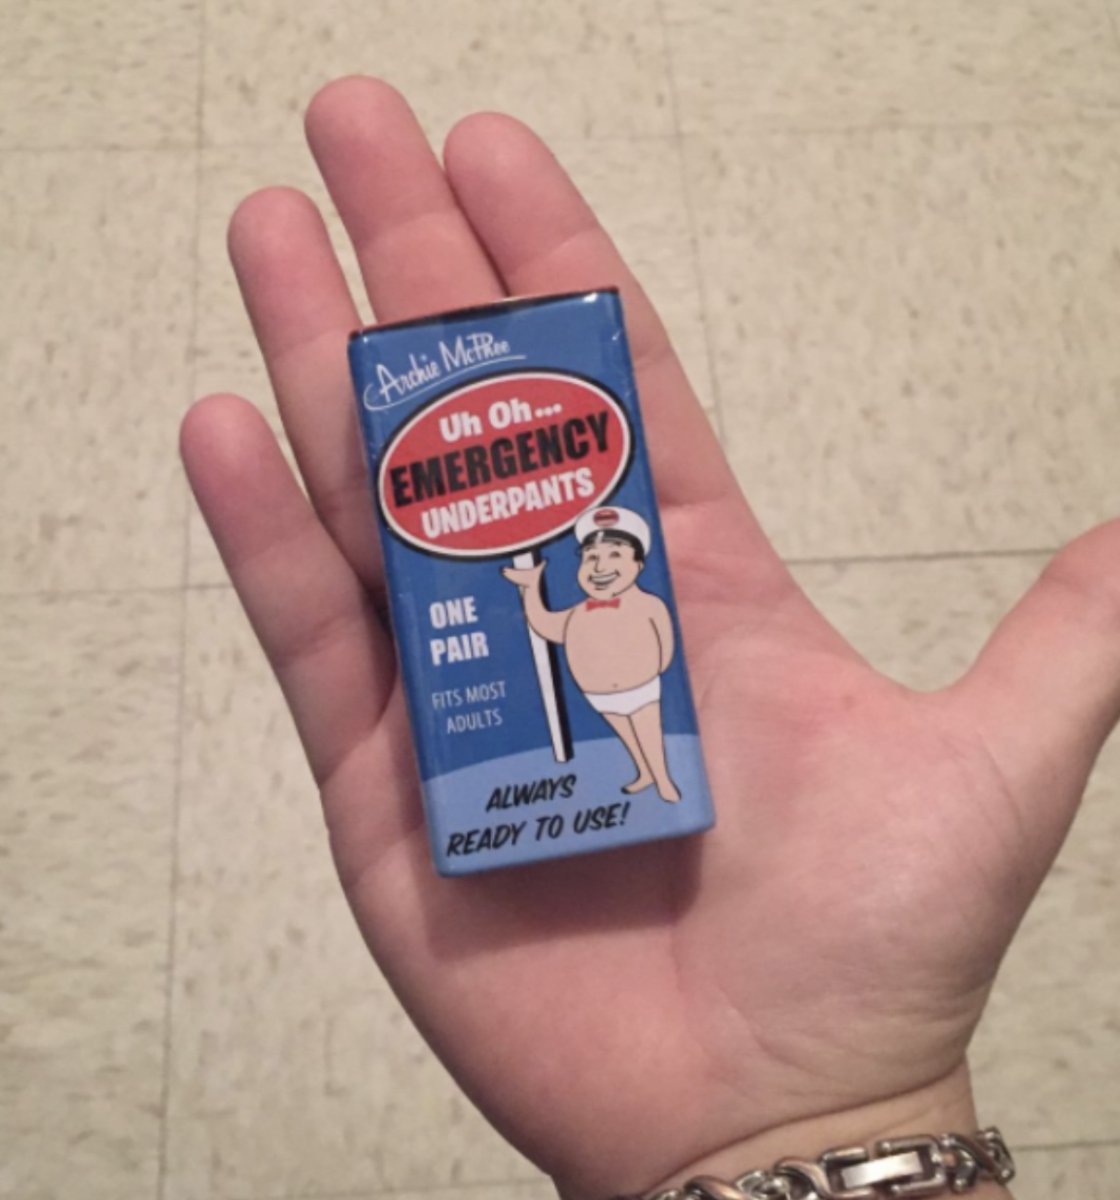 Archie McPhee
Uh Oh...
EMERGENCY
UNDERPANTS
ONE
PAIR
FITS MOST
ADULTS
ALWAYS
READY TO USE!